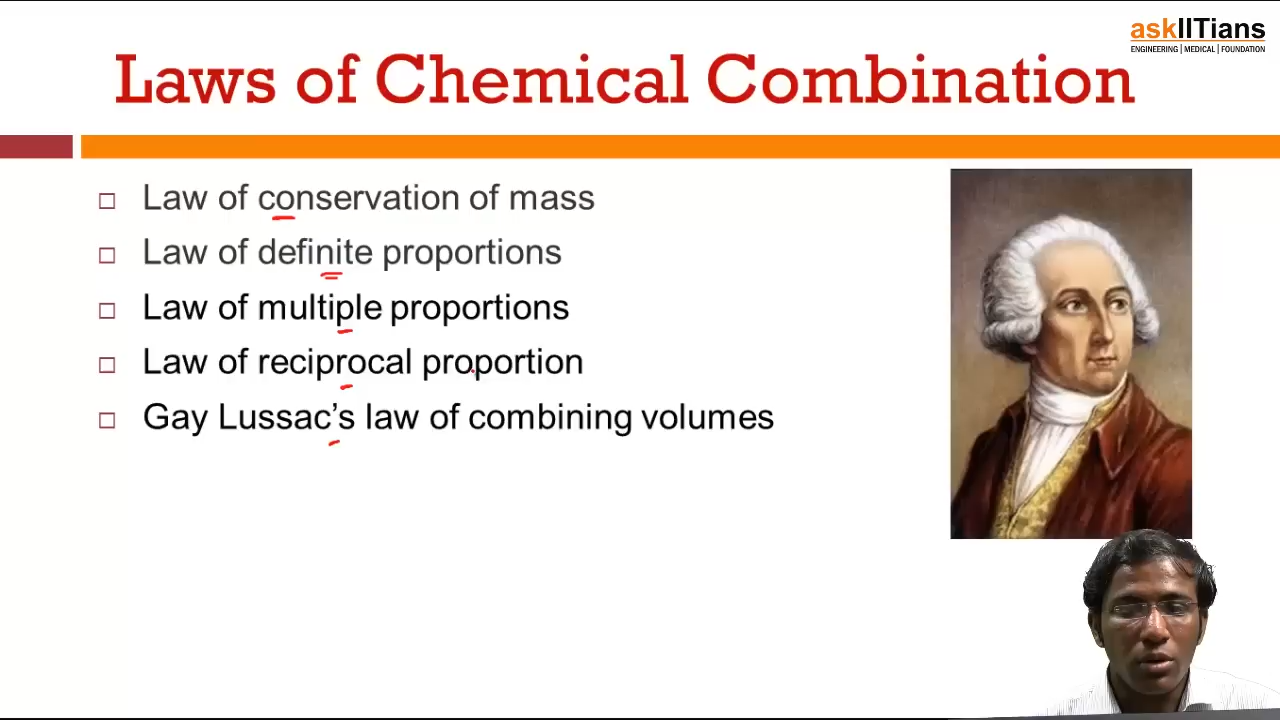 askIITians
ENGINEERING | MEDICAL | FOUNDATION
Laws of Chemical Combination
Law of conservation of mass
Law of definite proportions
Law of multiple proportions
Law of reciprocal proportion
Gay Lussac’s law of combining volumes